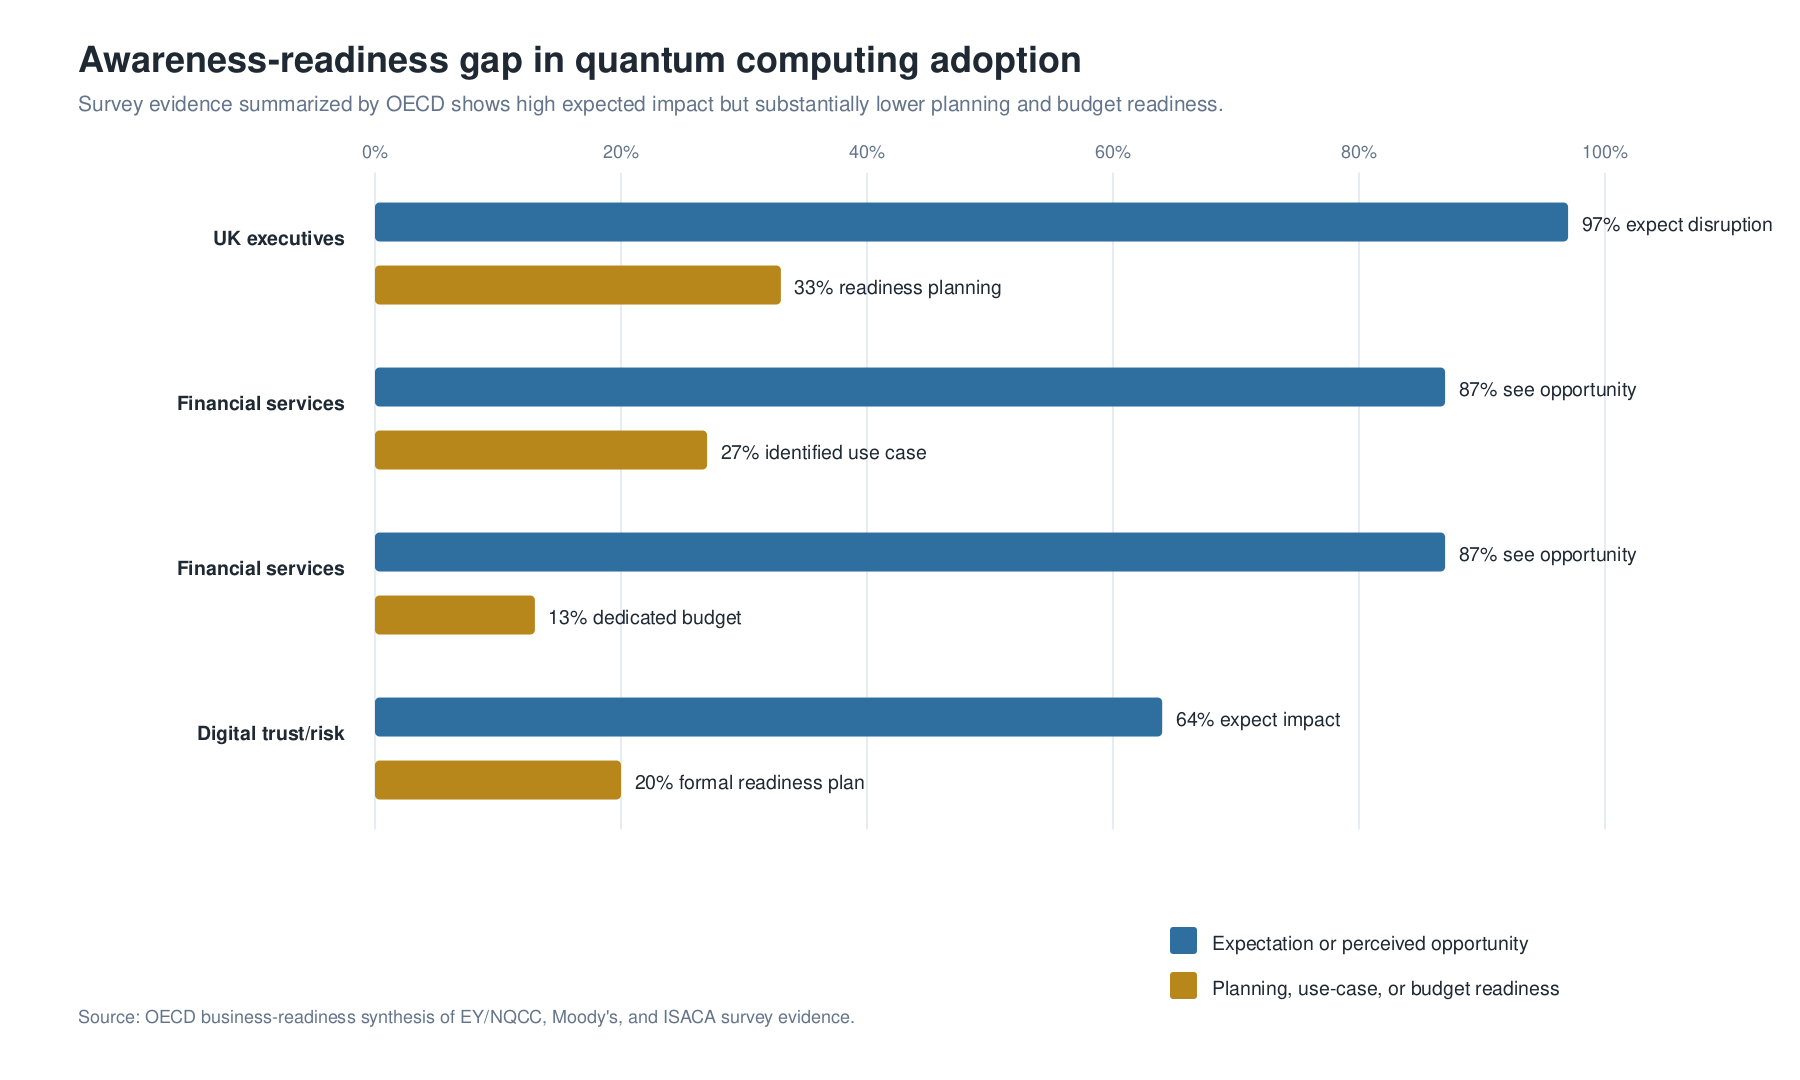 Awareness-readiness gap in quantum computing adoption
Survey evidence summarized by OECD shows high expected impact but substantially lower planning and budget readiness.
0% 20% 40% 60% 80% 100%
UK executives
97% expect disruption
33% readiness planning
Financial services
87% see opportunity
27% identified use case
Financial services
87% see opportunity
13% dedicated budget
Digital trust/risk
64% expect impact
20% formal readiness plan
Expectation or perceived opportunity
Planning, use-case, or budget readiness
Source: OECD business-readiness synthesis of EY/NQCC, Moody's, and ISACA survey evidence.